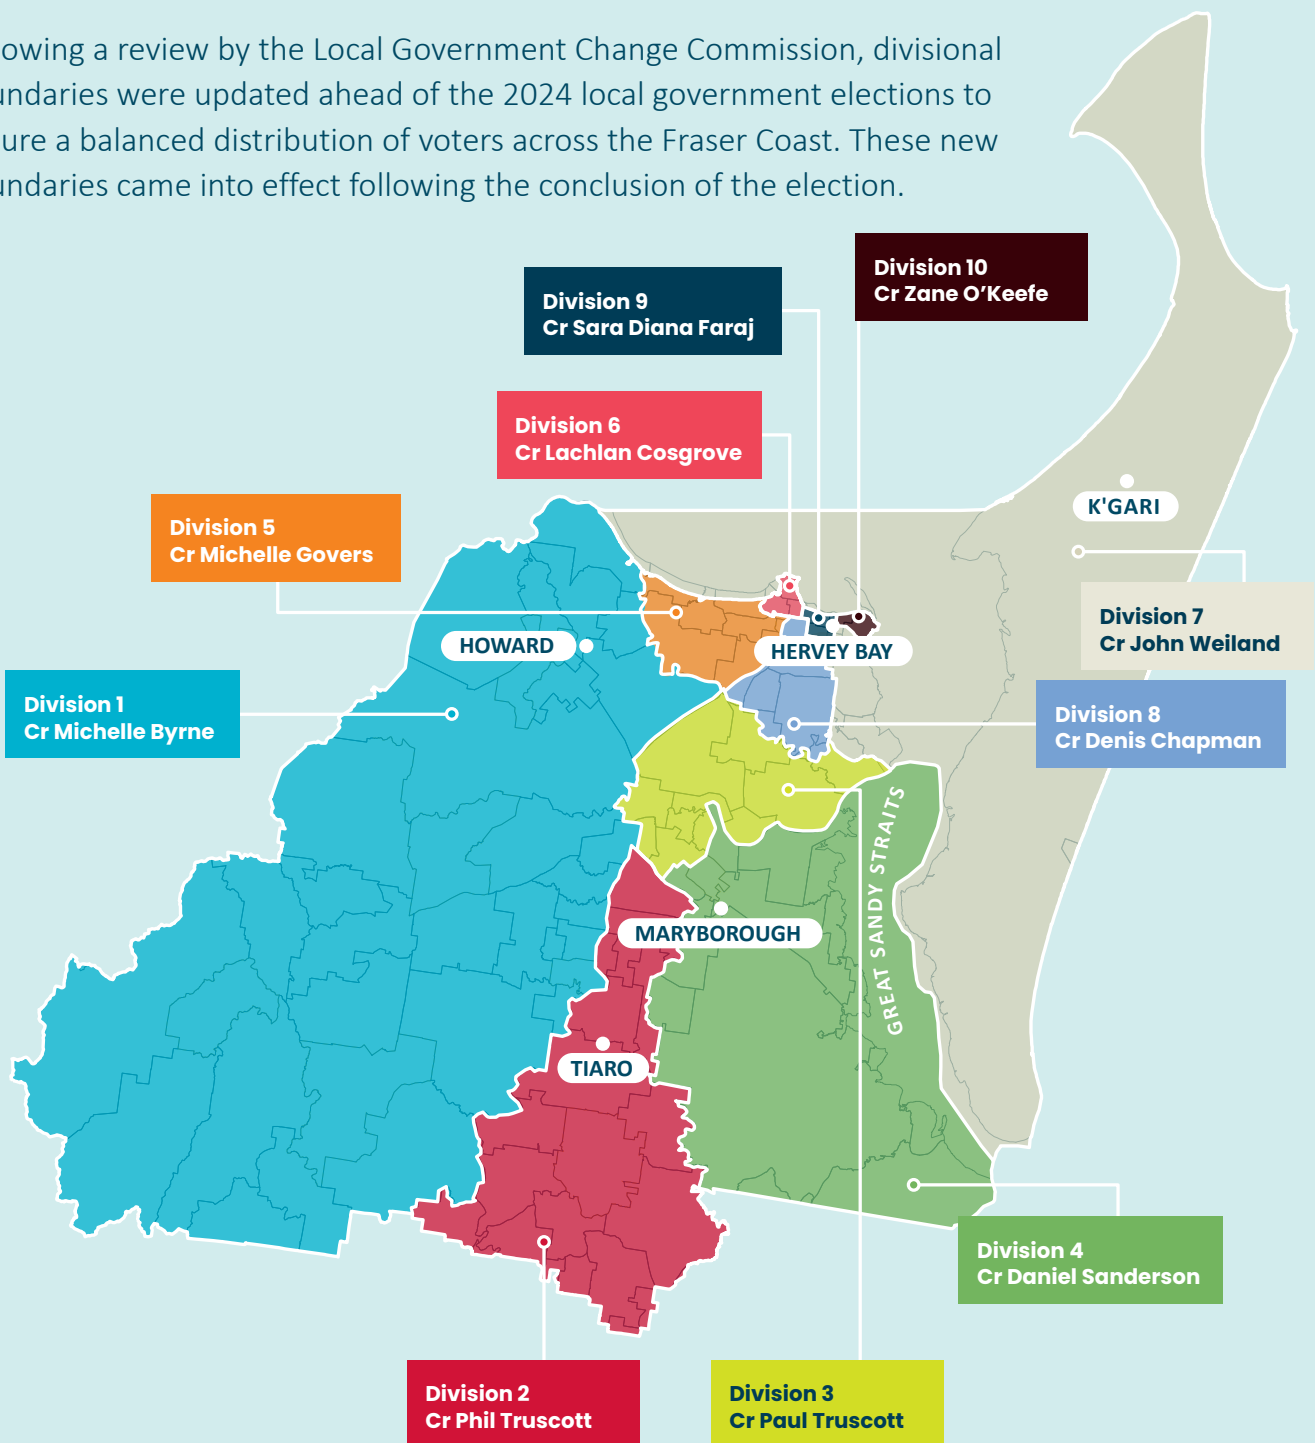 owing a review by the Local Government Change Commission, divisional
undaries were updated ahead of the 2024 local government elections to
ure a balanced distribution of voters across the Fraser Coast. These new
undaries came into effect following the conclusion of the election.
Division 10
Cr Zane O’Keefe
Division 9
Cr Sara Diana Faraj
Division 6
Cr Lachlan Cosgrove
K'GARI
Division 5
Cr Michelle Govers
Division 7
Cr John Weiland
HOWARD
HERVEY BAY
Division 1
Cr Michelle Byrne
Division 8
Cr Denis Chapman
GREAT SANDY STRAITS
MARYBOROUGH
TIARO
Division 4
Cr Daniel Sanderson
Division 2
Cr Phil Truscott
Division 3
Cr Paul Truscott